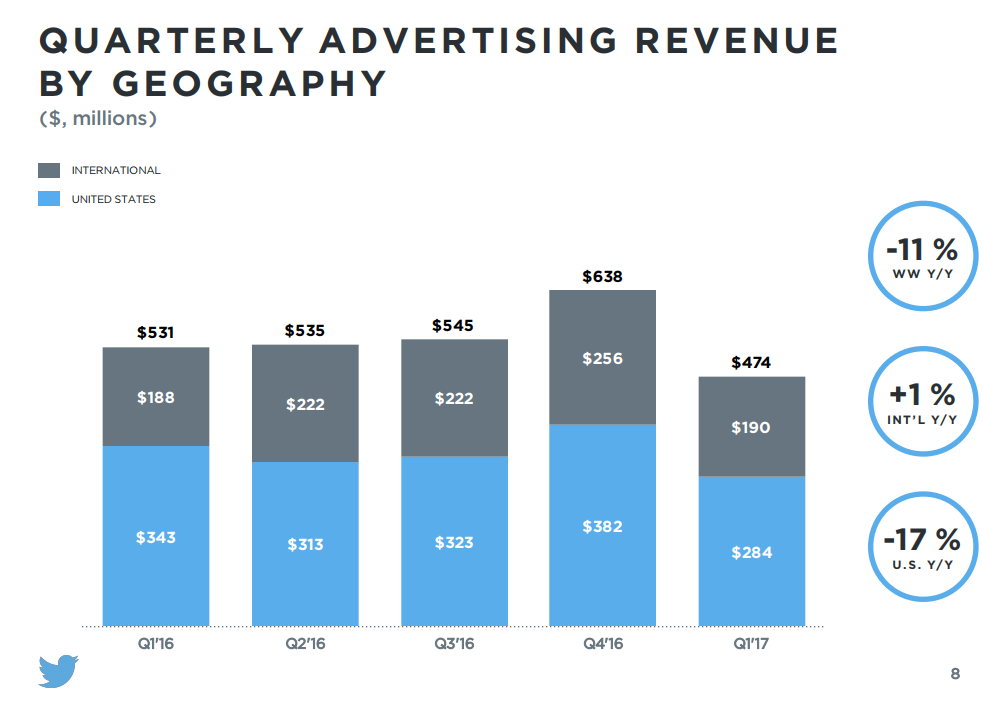 QUARTERLY ADVERTISING REVENUE
BY GEOGRAPHY
($, millions)
INTERNATIONAL
UNITED STATES
$531
$535
$545
$638
$474
$188
$222
$222
$256
$190
$343
$313
$323
$382
$284
Q1'16
Q2'16
Q3'16
Q4'16
Q1'17
-11 %
WW Y/Y
+1 %
INT'L Y/Y
-17 %
U.S. Y/Y
8